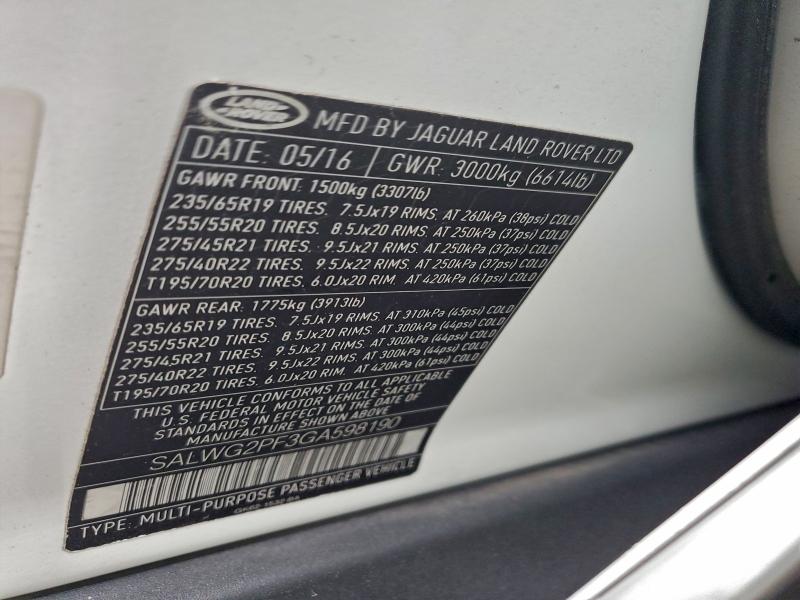 LAND ROVER
MFD BY JAGUAR LAND ROVER LTD
DATE: 05/16 GWR: 3000kg (6614lb)
GAWR FRONT: 1500kg (3307lb)
235/65R19 TIRES. 7.5Jx19 RIMS. AT 260kPa (38psi) COLD
255/55R20 TIRES. 8.5Jx20 RIMS. AT 250kPa (37psi) COLD
275/45R21 TIRES. 9.5Jx21 RIMS. AT 250kPa (37psi) COLD
275/40R22 TIRES. 9.5Jx22 RIMS. AT 250kPa (37psi) COLD
T195/70R20 TIRES. 6.0Jx20 RIM. AT 420kPa (61psi) COLD
GAWR REAR: 1775kg (3913lb)
235/65R19 TIRES. 7.5Jx19 RIMS. AT 310kPa (45psi) COLD
255/55R20 TIRES. 8.5Jx20 RIMS. AT 300kPa (44psi) COLD
275/45R21 TIRES. 9.5Jx21 RIMS. AT 300kPa (44psi) COLD
275/40R22 TIRES. 9.5Jx22 RIMS. AT 300kPa (44psi) COLD
T195/70R20 TIRES. 6.0Jx20 RIM. AT 420kPa (61psi) COLD
THIS VEHICLE CONFORMS TO ALL APPLICABLE
U.S. FEDERAL MOTOR VEHICLE SAFETY
STANDARDS IN EFFECT ON THE DATE OF
MANUFACTURE SHOWN ABOVE
SALWG2PF3GA598190
TYPE: MULTI-PURPOSE PASSENGER VEHICLE